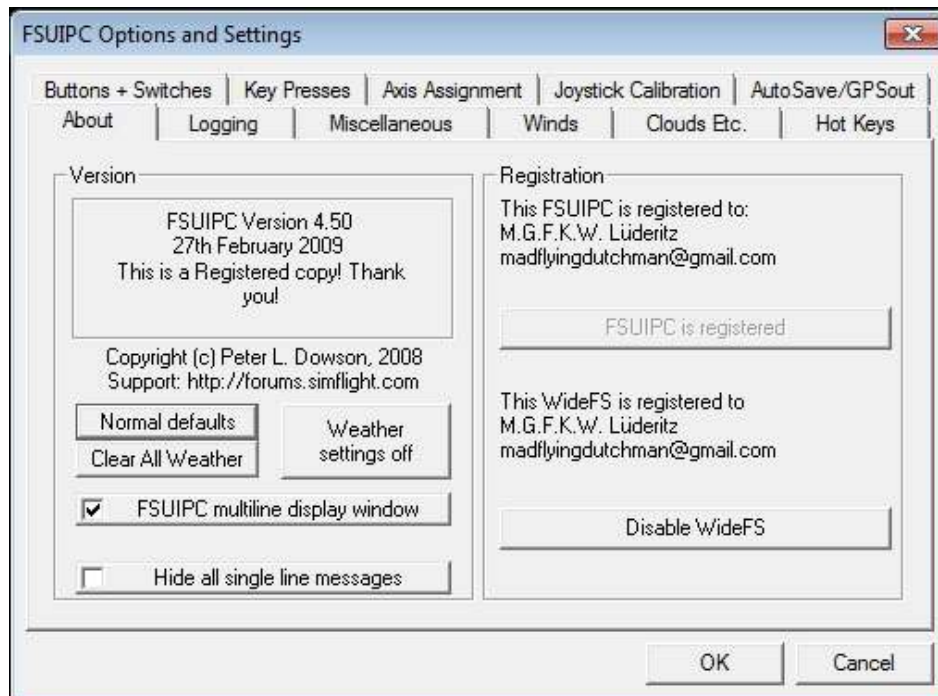 FSUIPC Options and Settings
Buttons + Switches Key Presses Axis Assignment Joystick Calibration AutoSave/GPSout
About Logging Miscellaneous Winds Clouds Etc. Hot Keys
Version
FSUIPC Version 4.50
27th February 2009
This is a Registered copy! Thank
you!
Copyright (c) Peter L. Dowson, 2008
Support: http://forums.simflight.com
Normal defaults
Clear All Weather
Weather
settings off
FSUIPC multiline display window
Hide all single line messages
Registration
This FSUIPC is registered to:
M.G.F.K.W. Lüderitz
madflyingdutchman@gmail.com
FSUIPC is registered
This WideFS is registered to
M.G.F.K.W. Lüderitz
madflyingdutchman@gmail.com
Disable WideFS
OK Cancel